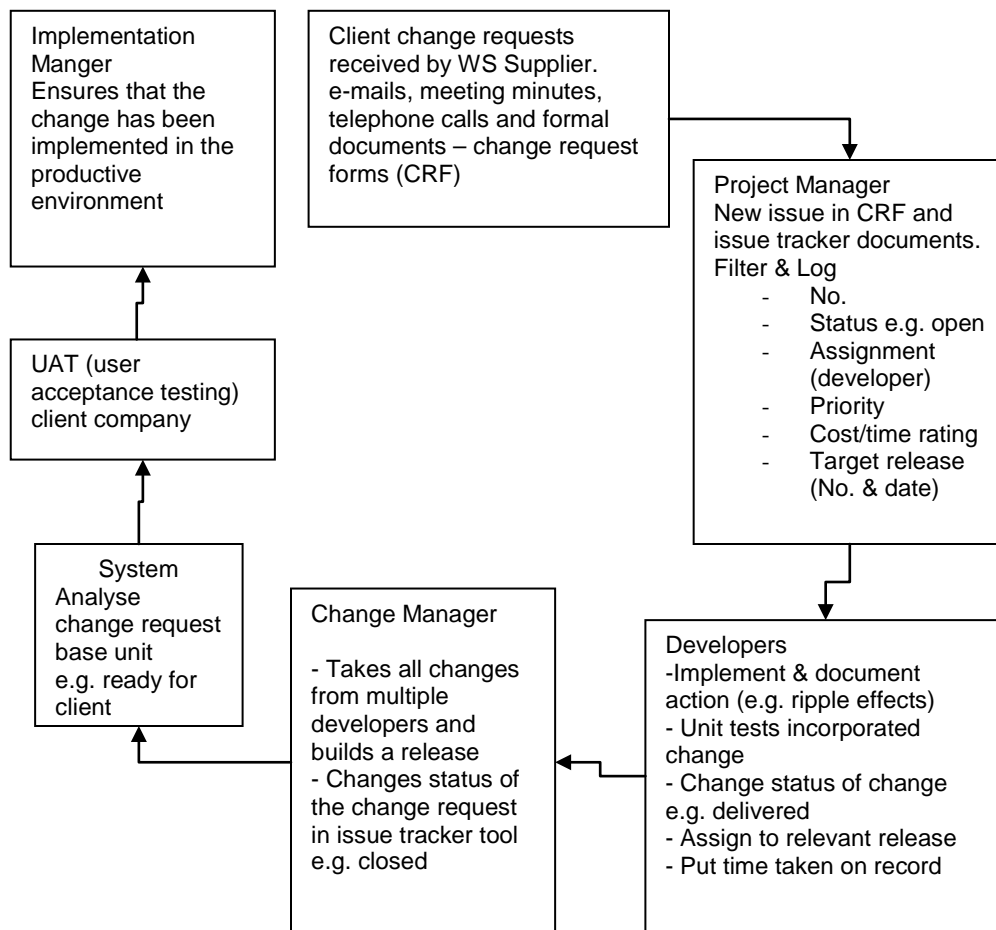 Implementation
Manger
Ensures that the
change has been
implemented in the
productive
environment
Client change requests
received by WS Supplier.
e-mails, meeting minutes,
telephone calls and formal
documents – change request
forms (CRF)
Project Manager
New issue in CRF and
issue tracker documents.
Filter & Log
- No.
- Status e.g. open
- Assignment
(developer)
- Priority
- Cost/time rating
- Target release
(No. & date)
UAT (user
acceptance testing)
client company
System
Analyse
change request
base unit
e.g. ready for
client
Change Manager
- Takes all changes
from multiple
developers and
builds a release
- Changes status of
the change request
in issue tracker tool
e.g. closed
Developers
-Implement & document
action (e.g. ripple effects)
- Unit tests incorporated
change
- Change status of change
e.g. delivered
- Assign to relevant release
- Put time taken on record